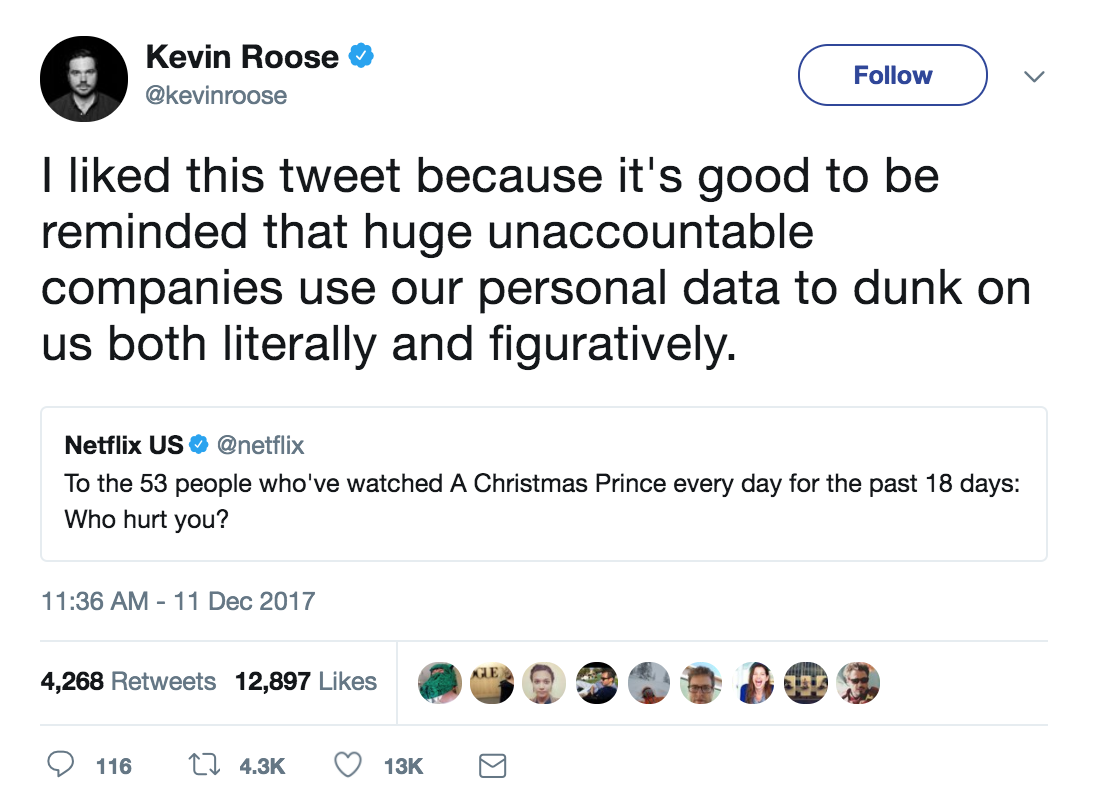 Kevin Roose
@kevinroose
Follow
I liked this tweet because it's good to be
reminded that huge unaccountable
companies use our personal data to dunk on
us both literally and figuratively.
Netflix US @netflix
To the 53 people who've watched A Christmas Prince every day for the past 18 days:
Who hurt you?
11:36 AM - 11 Dec 2017
4,268 Retweets 12,897 Likes
116 4.3K 13K